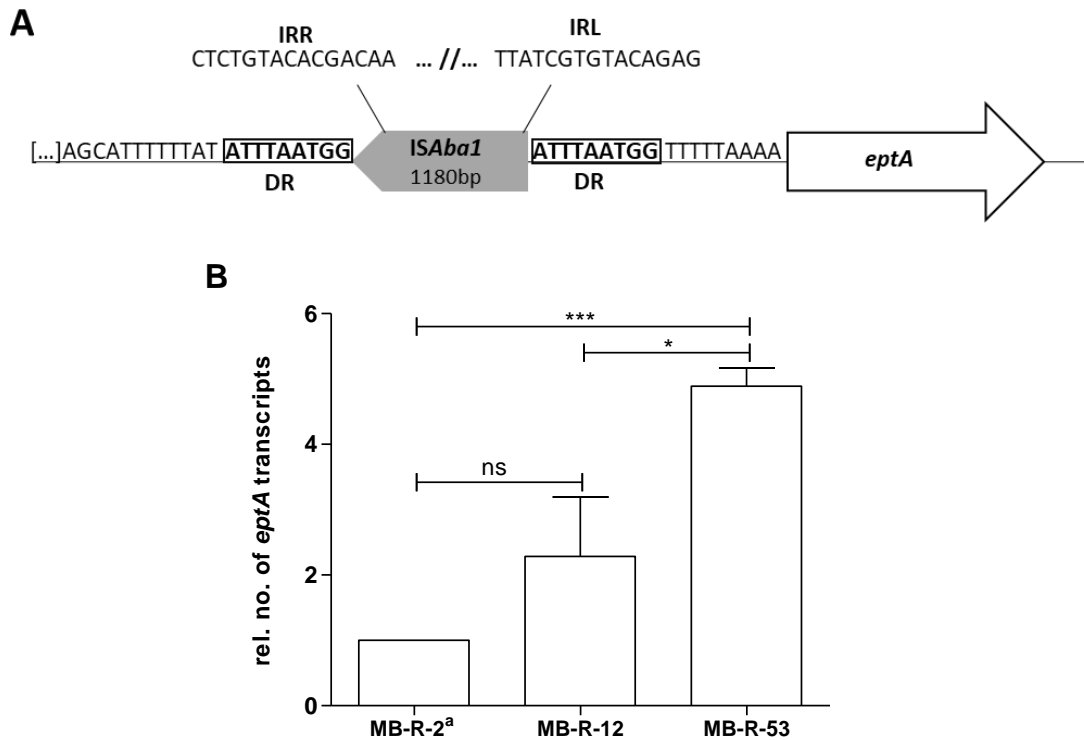 A
IRR IRL
CTCTGTACACGACAA ... //... TTATCGTGTACAGAG
[...]AGCATTTTTTAT ATTTAATGG ISAba1 ATTTAATGG TTTTTAAAA eptA
1180bp
DR DR
B
rel. no. of eptA transcripts
6
4
2
0
***
*
ns
MB-R-2a MB-R-12 MB-R-53